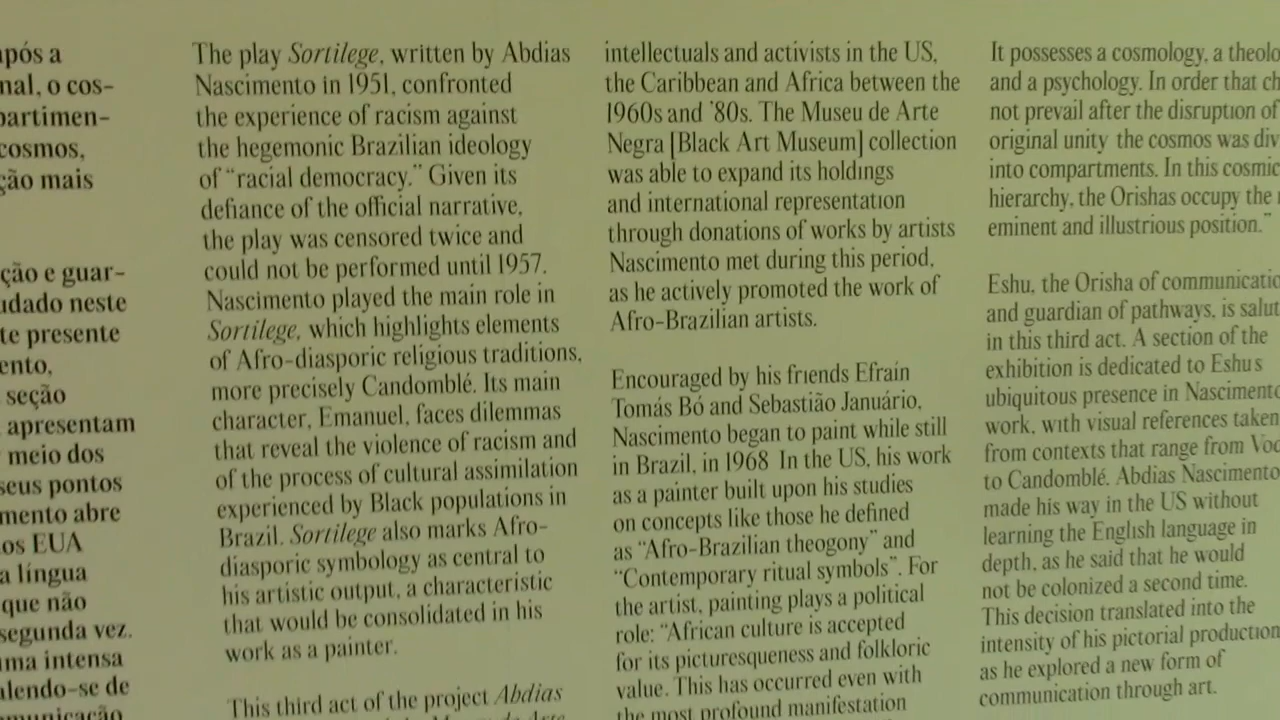 após a
nal, o cos-
partimen-
cosmos,
ção mais
ção e guar-
udado neste
te presente
ento,
seção
apresentam
meio dos
seus pontos
mento abre
os EUA
a língua
que não
segunda vez.
uma intensa
alendo-se de
municação
The play Sortilege, written by Abdias
Nascimento in 1951, confronted
the experience of racism against
the hegemonic Brazilian ideology
of “racial democracy.” Given its
defiance of the official narrative,
the play was censored twice and
could not be performed until 1957.
Nascimento played the main role in
Sortilege, which highlights elements
of Afro-diasporic religious traditions,
more precisely Candomblé. Its main
character, Emanuel, faces dilemmas
that reveal the violence of racism and
of the process of cultural assimilation
experienced by Black populations in
Brazil. Sortilege also marks Afro-
diasporic symbology as central to
his artistic output, a characteristic
that would be consolidated in his
work as a painter.
This third act of the project Abdias
intellectuals and activists in the US,
the Caribbean and Africa between the
1960s and ’80s. The Museu de Arte
Negra [Black Art Museum] collection
was able to expand its holdings
and international representation
through donations of works by artists
Nascimento met during this period,
as he actively promoted the work of
Afro-Brazilian artists.
Encouraged by his friends Efraín
Tomás Bó and Sebastião Januário,
Nascimento began to paint while still
in Brazil, in 1968 In the US, his work
as a painter built upon his studies
on concepts like those he defined
as “Afro-Brazilian theogony” and
“Contemporary ritual symbols”. For
the artist, painting plays a political
role: “African culture is accepted
for its picturesqueness and folkloric
value. This has occurred even with
the most profound manifestation
It possesses a cosmology, a theolo
and a psychology. In order that ch
not prevail after the disruption of
original unity the cosmos was div
into compartments. In this cosmic
hierarchy, the Orishas occupy the
eminent and illustrious position.”
Eshu, the Orisha of communicatio
and guardian of pathways, is salut
in this third act. A section of the
exhibition is dedicated to Eshu's
ubiquitous presence in Nascimento
work, with visual references taken
from contexts that range from Vod
to Candomblé. Abdias Nascimento
made his way in the US without
learning the English language in
depth, as he said that he would
not be colonized a second time.
This decision translated into the
intensity of his pictorial production
as he explored a new form of
communication through art.